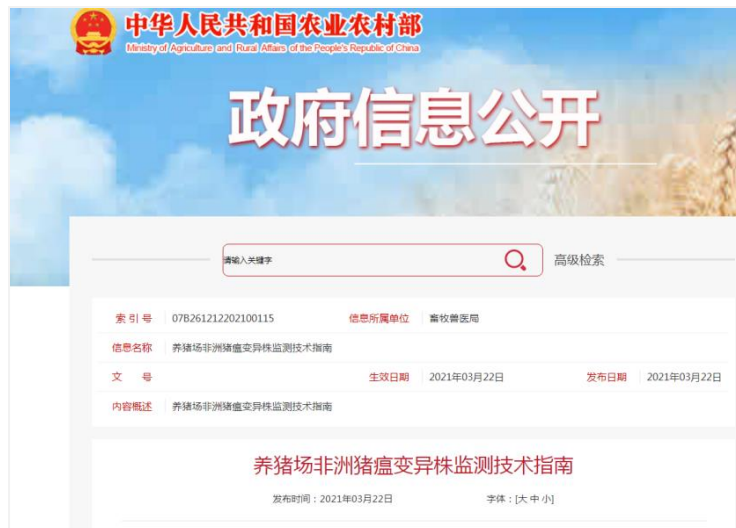 中华人民共和国农业农村部
Ministry of Agriculture and Rural Affairs of the People's Republic of China
政府信息公开
请输入关键字 高级检索
索引号 07B261212202100115 信息所属单位 畜牧兽医局
信息名称 养猪场非洲猪瘟变异株监测技术指南
文 号 生效日期 2021年03月22日 发布日期 2021年03月22日
内容概述 养猪场非洲猪瘟变异株监测技术指南
养猪场非洲猪瘟变异株监测技术指南
发布时间：2021年03月22日 字体：[大 中 小]